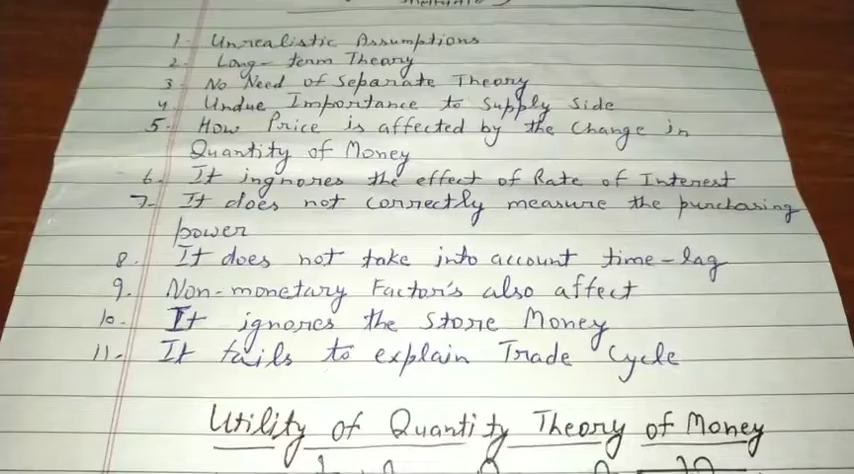 1. Unrealistic Assumptions
2. Long-term Theory
3. No Need of Separate Theory
4. Undue Importance to Supply Side
5. How Price is affected by the Change in
Quantity of Money
6. It ingnores the effect of Rate of Interest
7. It does not correctly measure the purchasing
power
8. It does not take into account time-lag
9. Non-monetary Factor's also affect
10. It ignores the Store Money
11. It fails to explain Trade Cycle
Utility of Quantity Theory of Money